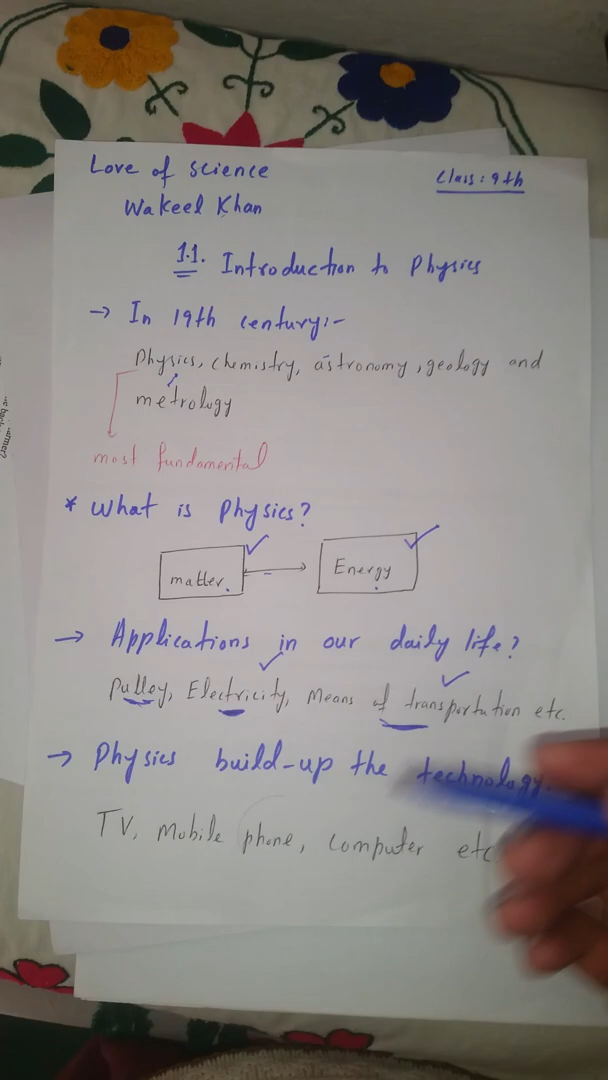 Love of science
Class: 9th
Wakeel Khan
1.1. Introduction to Physics
→ In 19th century:-
Physics, chemistry, astronomy, geology and
metrology
most fundamental
* What is Physics?
matter.
Energy
→ Applications in our daily life?
Pulley, Electricity, Means of transportation etc.
→ Physics build-up the technology.
TV, Mobile phone, Computer etc